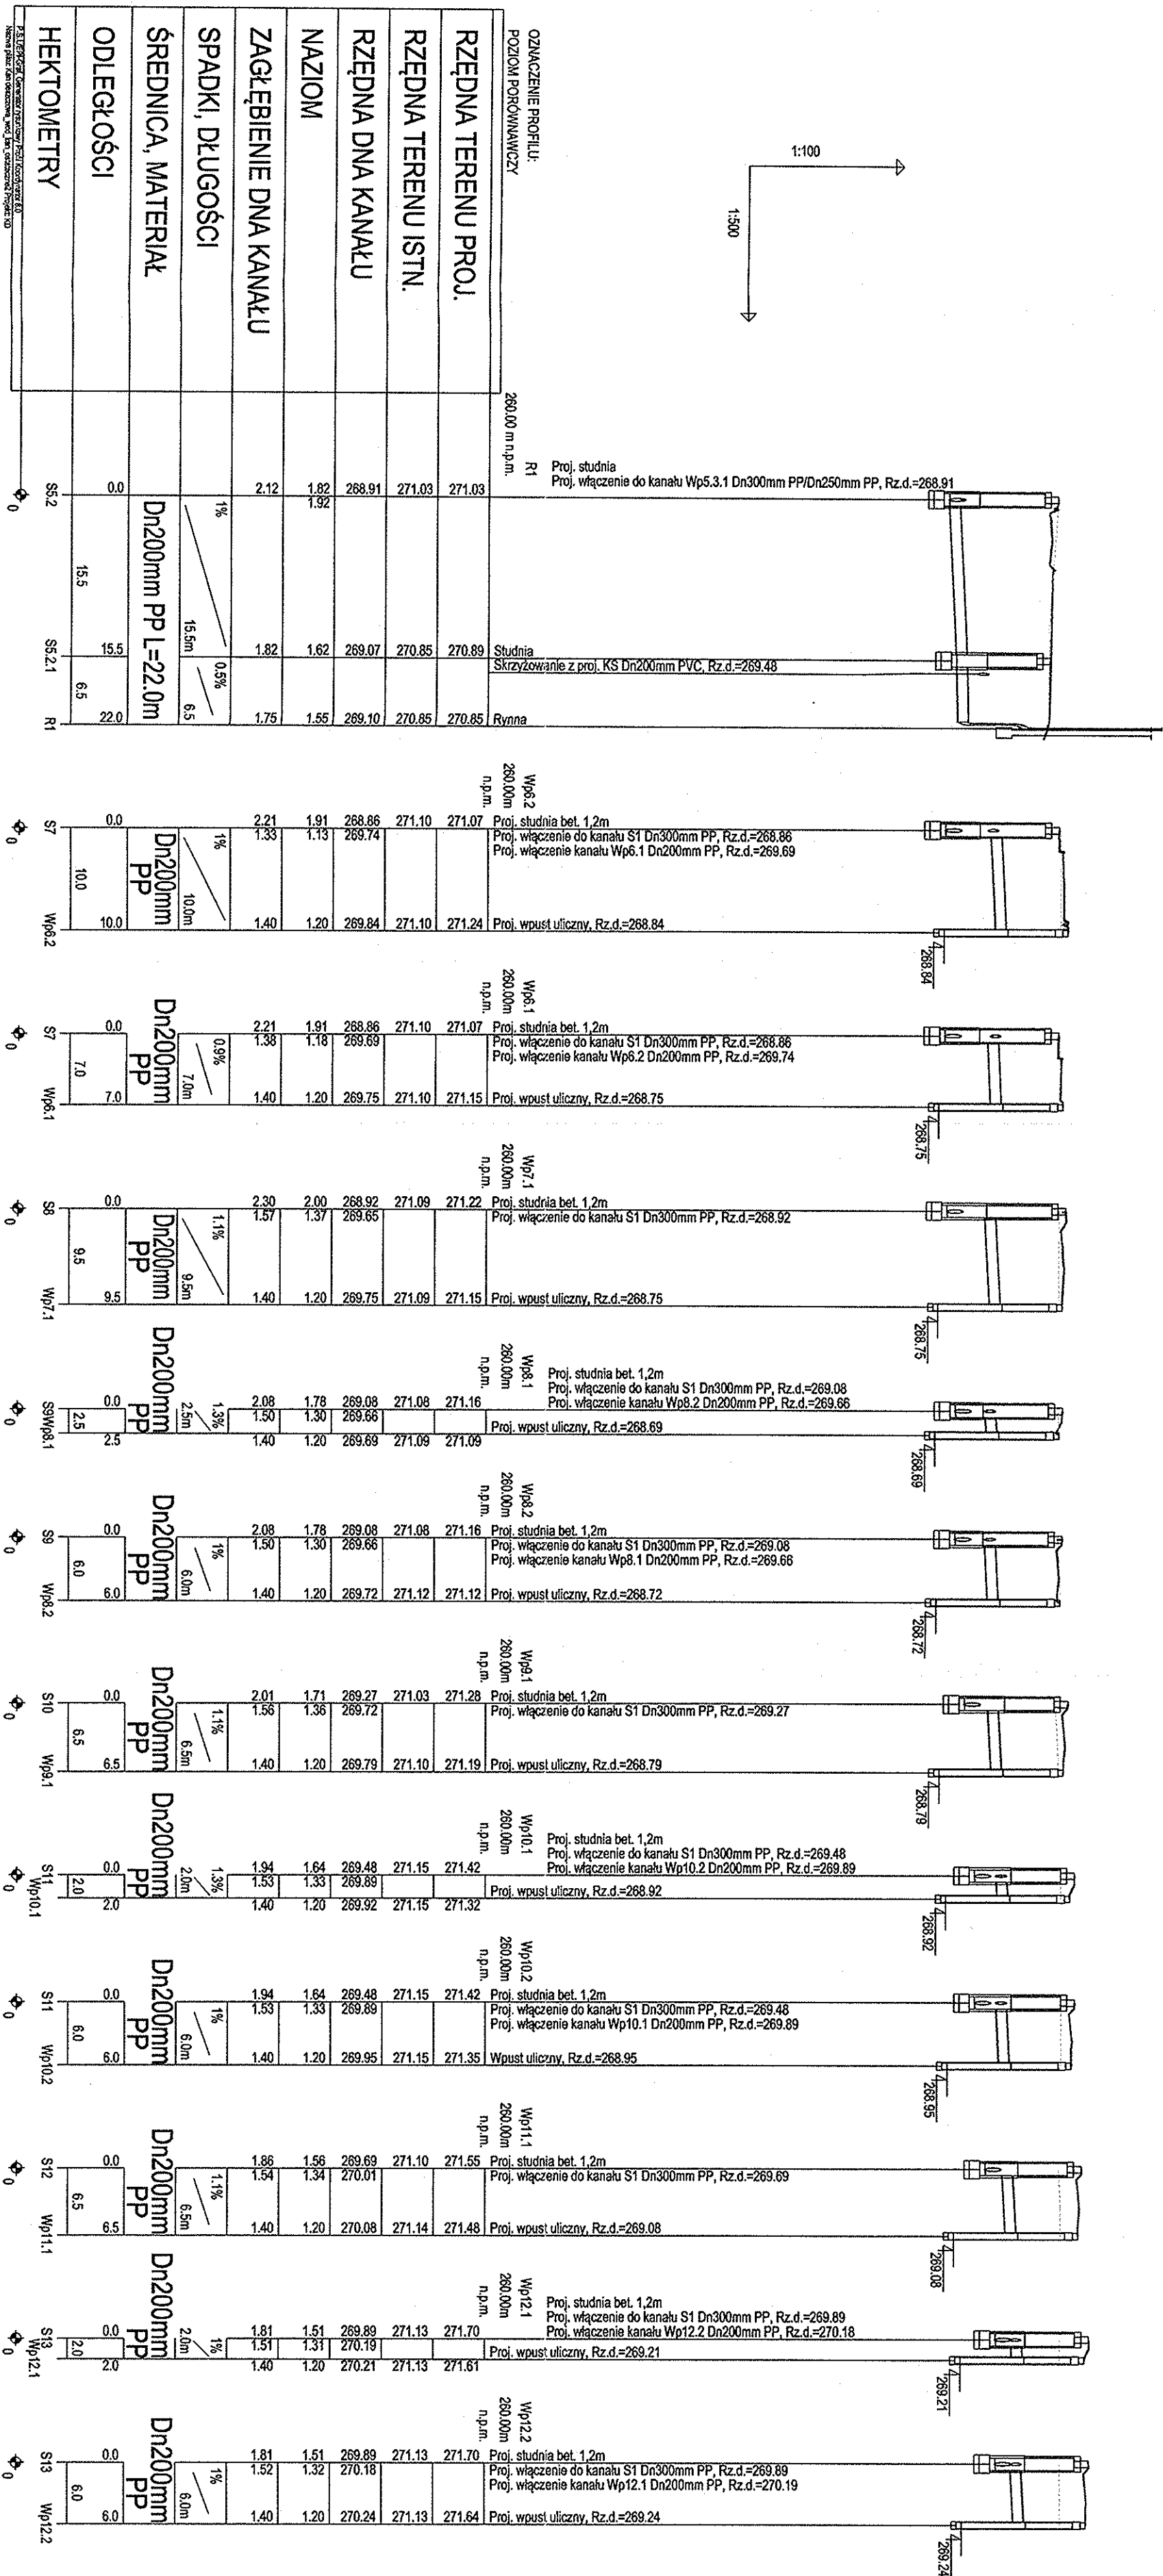 1:100
1:500
OZNACZENIE PROFILU:
POZIOM PORÓWNAWCZY
RZĘDNA TERENU PROJ.
RZĘDNA TERENU ISTN.
RZĘDNA DNA KANAŁU
NAZIOM
ZAGŁĘBIENIE DNA KANAŁU
SPADKI, DŁUGOŚCI
ŚREDNICA, MATERIAŁ
ODLEGŁOŚCI
HEKTOMETRY
R1
260.00 m n.p.m.
Proj. studnia
Proj. włączenie do kanału Wp5.3.1 Dn300mm PP/Dn250mm PP, Rz.d.=268.91
S5.2 0.0 2.12 1.82 268.91 271.03 271.03
1.92
1% 15.5m
15.5
Dn200mm PP L=22.0m
S5.2.1 15.5 1.82 1.62 269.07 270.85 270.89 Studnia
Skrzyżowanie z proj. KS Dn200mm PVC, Rz.d.=269.48
0.5% 6.5
6.5
R1 22.0 1.75 1.55 269.10 270.85 270.85 Rynna
0
Wp6.2
260.00m
n.p.m.
S7 0.0 2.21 1.91 268.86 271.10 271.07 Proj. studnia bet. 1,2m
1.33 1.13 269.74 Proj. włączenie do kanału S1 Dn300mm PP, Rz.d.=268.86
Proj. włączenie kanału Wp6.1 Dn200mm PP, Rz.d.=269.69
1% 10.0m
10.0
Dn200mm
PP
Wp6.2 10.0 1.40 1.20 269.84 271.10 271.24 Proj. wpust uliczny, Rz.d.=268.84
268.84
0
Wp6.1
260.00m
n.p.m.
S7 0.0 2.21 1.91 268.86 271.10 271.07 Proj. studnia bet. 1,2m
1.38 1.18 269.69 Proj. włączenie do kanału S1 Dn300mm PP, Rz.d.=268.86
Proj. włączenie kanału Wp6.2 Dn200mm PP, Rz.d.=269.74
0.9% 7.0m
7.0
Dn200mm
PP
Wp6.1 7.0 1.40 1.20 269.75 271.10 271.15 Proj. wpust uliczny, Rz.d.=268.75
268.75
0
Wp7.1
260.00m
n.p.m.
S8 0.0 2.30 2.00 268.92 271.09 271.22 Proj. studnia bet. 1,2m
1.57 1.37 269.65 Proj. włączenie do kanału S1 Dn300mm PP, Rz.d.=268.92
1.1% 9.5m
9.5
Dn200mm
PP
Wp7.1 9.5 1.40 1.20 269.75 271.09 271.15 Proj. wpust uliczny, Rz.d.=268.75
268.75
0
Wp8.1
260.00m
n.p.m.
Proj. studnia bet. 1,2m
Proj. włączenie do kanału S1 Dn300mm PP, Rz.d.=269.08
Proj. włączenie kanału Wp8.2 Dn200mm PP, Rz.d.=269.66
S9 0.0 2.08 1.78 269.08 271.08 271.16
1.50 1.30 269.66
1.3% 2.5m
2.5
Dn200mm
PP
Proj. wpust uliczny, Rz.d.=268.69
Wp8.1 2.5 1.40 1.20 269.69 271.09 271.09
268.69
0
Wp8.2
260.00m
n.p.m.
S9 0.0 2.08 1.78 269.08 271.08 271.16 Proj. studnia bet. 1,2m
1.50 1.30 269.66 Proj. włączenie do kanału S1 Dn300mm PP, Rz.d.=269.08
Proj. włączenie kanału Wp8.1 Dn200mm PP, Rz.d.=269.66
1% 6.0m
6.0
Dn200mm
PP
Wp8.2 6.0 1.40 1.20 269.72 271.12 271.12 Proj. wpust uliczny, Rz.d.=268.72
268.72
0
Wp9.1
260.00m
n.p.m.
S10 0.0 2.01 1.71 269.27 271.03 271.28 Proj. studnia bet. 1,2m
1.56 1.36 269.72 Proj. włączenie do kanału S1 Dn300mm PP, Rz.d.=269.27
1.1% 6.5m
6.5
Dn200mm
PP
Wp9.1 6.5 1.40 1.20 269.79 271.10 271.19 Proj. wpust uliczny, Rz.d.=268.79
268.79
0
Wp10.1
260.00m
n.p.m.
Proj. studnia bet. 1,2m
Proj. włączenie do kanału S1 Dn300mm PP, Rz.d.=269.48
Proj. włączenie kanału Wp10.2 Dn200mm PP, Rz.d.=269.89
S11 0.0 1.94 1.64 269.48 271.15 271.42
1.53 1.33 269.89
1.3% 2.0m
2.0
Dn200mm
PP
Proj. wpust uliczny, Rz.d.=268.92
Wp10.1 2.0 1.40 1.20 269.92 271.15 271.32
268.92
0
Wp10.2
260.00m
n.p.m.
S11 0.0 1.94 1.64 269.48 271.15 271.42 Proj. studnia bet. 1,2m
1.53 1.33 269.89 Proj. włączenie do kanału S1 Dn300mm PP, Rz.d.=269.48
Proj. włączenie kanału Wp10.1 Dn200mm PP, Rz.d.=269.89
1% 6.0m
6.0
Dn200mm
PP
Wp10.2 6.0 1.40 1.20 269.95 271.15 271.35 Wpust uliczny, Rz.d.=268.95
268.95
0
Wp11.1
260.00m
n.p.m.
S12 0.0 1.86 1.56 269.69 271.10 271.55 Proj. studnia bet. 1,2m
1.54 1.34 270.01 Proj. włączenie do kanału S1 Dn300mm PP, Rz.d.=269.69
1.1% 6.5m
6.5
Dn200mm
PP
Wp11.1 6.5 1.40 1.20 270.08 271.14 271.48 Proj. wpust uliczny, Rz.d.=269.08
269.08
0
Wp12.1
260.00m
n.p.m.
Proj. studnia bet. 1,2m
Proj. włączenie do kanału S1 Dn300mm PP, Rz.d.=269.89
Proj. włączenie kanału Wp12.2 Dn200mm PP, Rz.d.=270.18
S13 0.0 1.81 1.51 269.89 271.13 271.70
1.51 1.31 270.19
1% 2.0m
2.0
Dn200mm
PP
Proj. wpust uliczny, Rz.d.=269.21
Wp12.1 2.0 1.40 1.20 270.21 271.13 271.61
269.21
0
Wp12.2
260.00m
n.p.m.
S13 0.0 1.81 1.51 269.89 271.13 271.70 Proj. studnia bet. 1,2m
1.52 1.32 270.18 Proj. włączenie do kanału S1 Dn300mm PP, Rz.d.=269.89
Proj. włączenie kanału Wp12.1 Dn200mm PP, Rz.d.=270.19
1% 6.0m
6.0
Dn200mm
PP
Wp12.2 6.0 1.40 1.20 270.24 271.13 271.64 Proj. wpust uliczny, Rz.d.=269.24
269.24
0